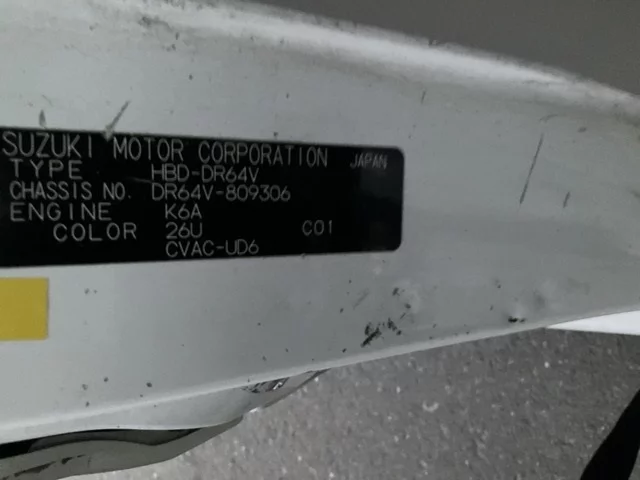 SUZUKI MOTOR CORPORATION JAPAN
TYPE HBD-DR64V
CHASSIS NO. DR64V-809306
ENGINE K6A
COLOR 26U C01
CVAC-UD6